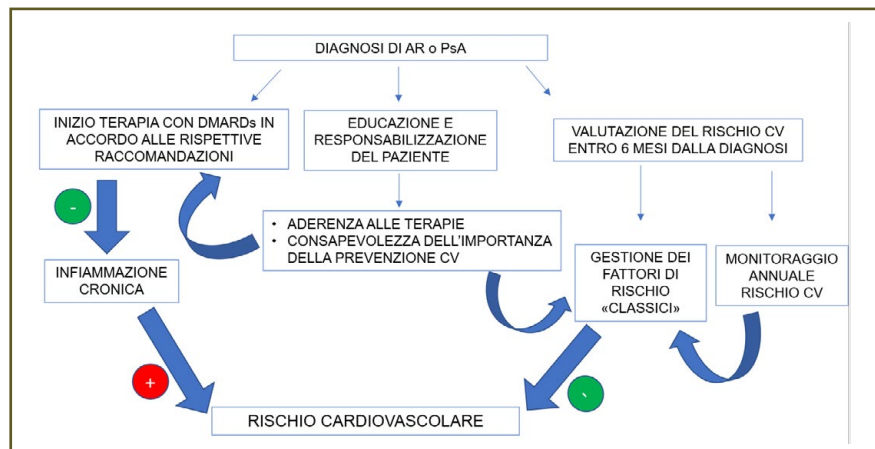 DIAGNOSI DI AR o PsA
INIZIO TERAPIA CON DMARDs IN
ACCORDO ALLE RISPETTIVE
RACCOMANDAZIONI
EDUCAZIONE E
RESPONSABILIZZAZIONE
DEL PAZIENTE
VALUTAZIONE DEL RISCHIO CV
ENTRO 6 MESI DALLA DIAGNOSI
-
• ADERENZA ALLE TERAPIE
• CONSAPEVOLEZZA DELL'IMPORTANZA
DELLA PREVENZIONE CV
INFIAMMAZIONE
CRONICA
GESTIONE DEI
FATTORI DI
RISCHIO
«CLASSICI»
MONITORAGGIO
ANNUALE
RISCHIO CV
+
-
RISCHIO CARDIOVASCOLARE